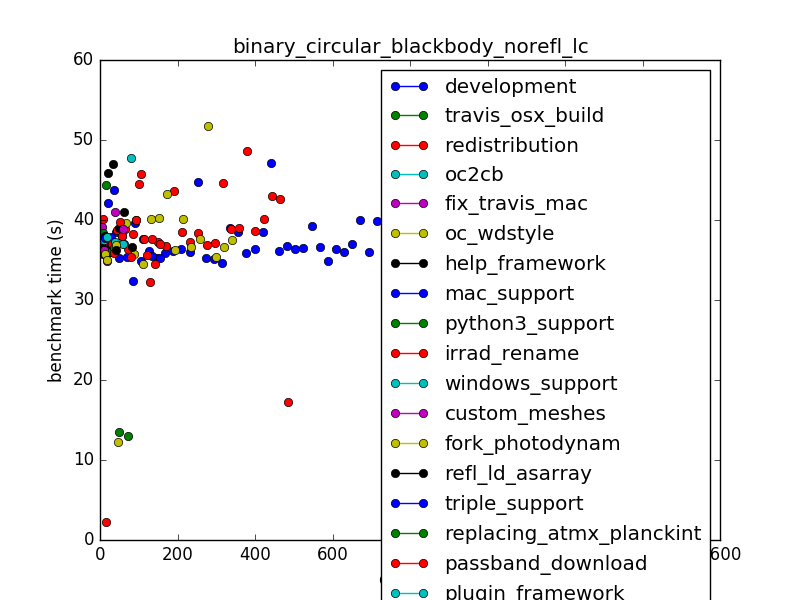 binary_circular_blackbody_norefl_lc
60
50
40
30
20
10
0
benchmark time (s)
0
200
400
600
600
development
travis_osx_build
redistribution
oc2cb
fix_travis_mac
oc_wdstyle
help_framework
mac_support
python3_support
irrad_rename
windows_support
custom_meshes
fork_photodynam
refl_ld_asarray
triple_support
replacing_atmx_planckint
passband_download
plugin_framework